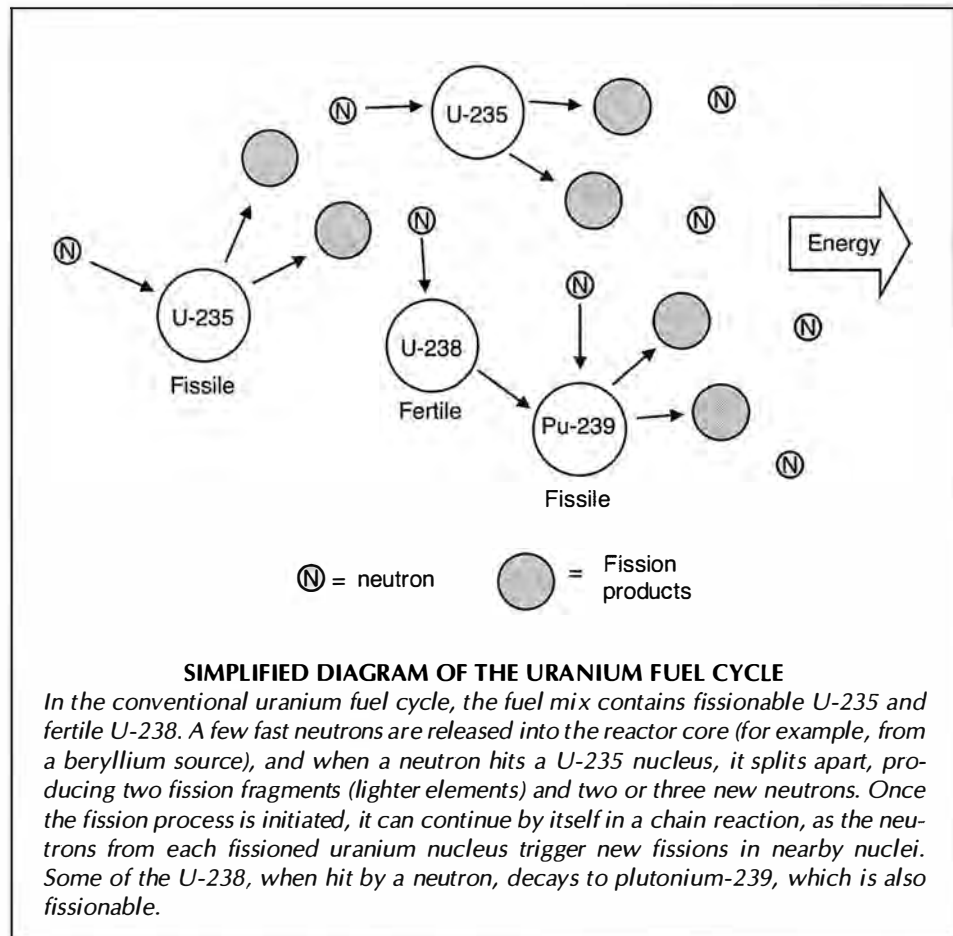 N
U-235
N
N
N
U-235
N
Energy
Fissile
N
U-238
Fertile
N
Pu-239
Fissile
N
N
N = neutron
= Fission
products
SIMPLIFIED DIAGRAM OF THE URANIUM FUEL CYCLE
In the conventional uranium fuel cycle, the fuel mix contains fissionable U-235 and
fertile U-238. A few fast neutrons are released into the reactor core (for example, from
a beryllium source), and when a neutron hits a U-235 nucleus, it splits apart, pro-
ducing two fission fragments (lighter elements) and two or three new neutrons. Once
the fission process is initiated, it can continue by itself in a chain reaction, as the neu-
trons from each fissioned uranium nucleus trigger new fissions in nearby nuclei.
Some of the U-238, when hit by a neutron, decays to plutonium-239, which is also
fissionable.